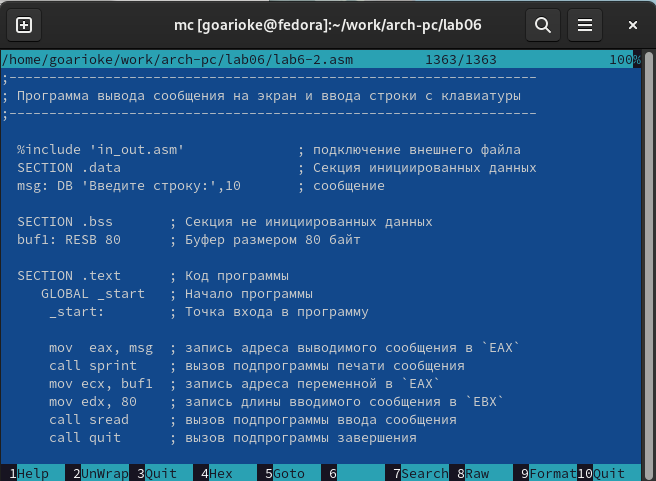 mc [goarioke@fedora]:~/work/arch-pc/lab06
/home/goarioke/work/arch-pc/lab06/lab6-2.asm 1363/1363 100%
;------------------------------------------------------------------
; Программа вывода сообщения на экран и ввода строки с клавиатуры
;------------------------------------------------------------------
%include 'in_out.asm' ; подключение внешнего файла
SECTION .data ; Секция инициированных данных
msg: DB 'Введите строку:',10 ; сообщение
SECTION .bss ; Секция не инициированных данных
buf1: RESB 80 ; Буфер размером 80 байт
SECTION .text ; Код программы
GLOBAL _start ; Начало программы
_start: ; Точка входа в программу
mov eax, msg ; запись адреса выводимого сообщения в `EAX`
call sprint ; вызов подпрограммы печати сообщения
mov ecx, buf1 ; запись адреса переменной в `EAX`
mov edx, 80 ; запись длины вводимого сообщения в `EBX`
call sread ; вызов подпрограммы ввода сообщения
call quit ; вызов подпрограммы завершения
1Help 2UnWrap 3Quit 4Hex 5Goto 6 7Search 8Raw 9Format 10Quit